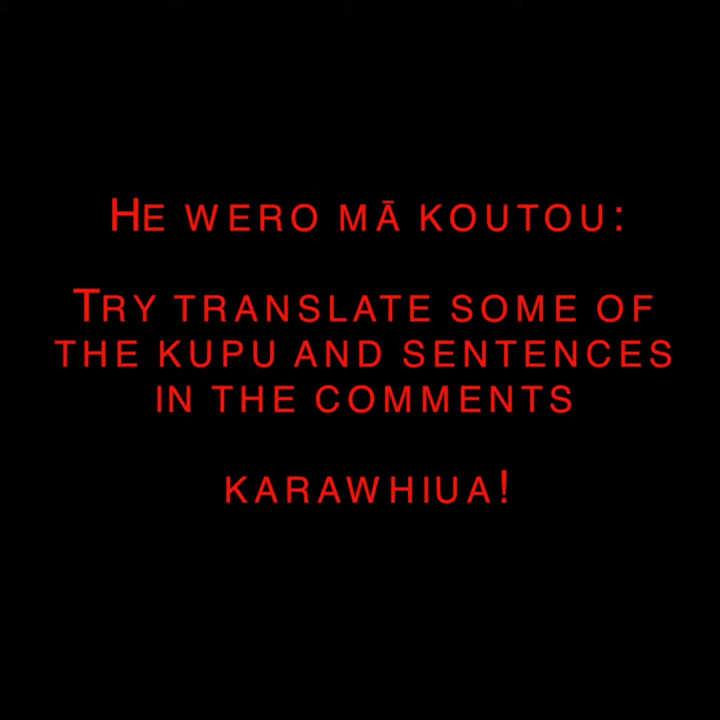 He wero mā koutou:
Try translate some of
the kupu and sentences
in the comments
karawhiua!